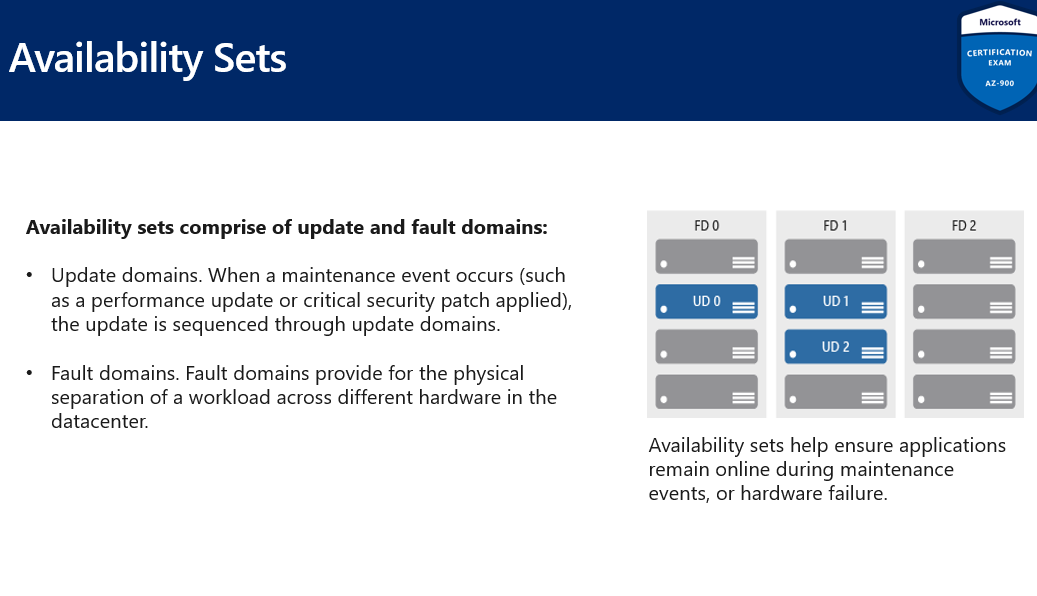 Availability Sets
Microsoft
CERTIFICATION
EXAM
AZ-900
Availability sets comprise of update and fault domains:
• Update domains. When a maintenance event occurs (such
as a performance update or critical security patch applied),
the update is sequenced through update domains.
• Fault domains. Fault domains provide for the physical
separation of a workload across different hardware in the
datacenter.
FD 0
FD 1
FD 2
UD 0
UD 1
UD 2
Availability sets help ensure applications
remain online during maintenance
events, or hardware failure.